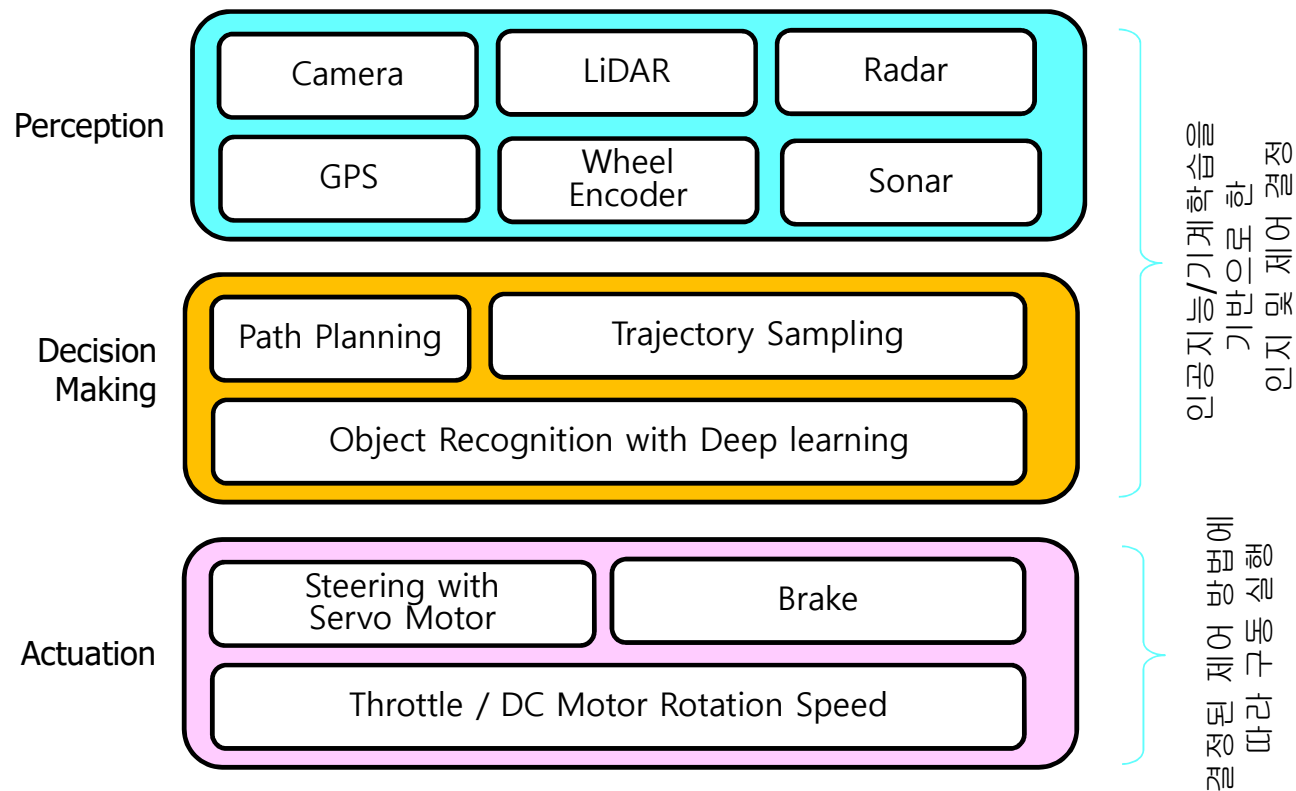 Perception
Camera
LiDAR
Radar
GPS
Wheel
Encoder
Sonar
인공지능/기계학습을
기반으로 한
인지 및 제어 결정
Decision
Making
Path Planning
Trajectory Sampling
Object Recognition with Deep learning
Actuation
Steering with
Servo Motor
Brake
Throttle / DC Motor Rotation Speed
결정된 제어 방법에
따라 구동 실행